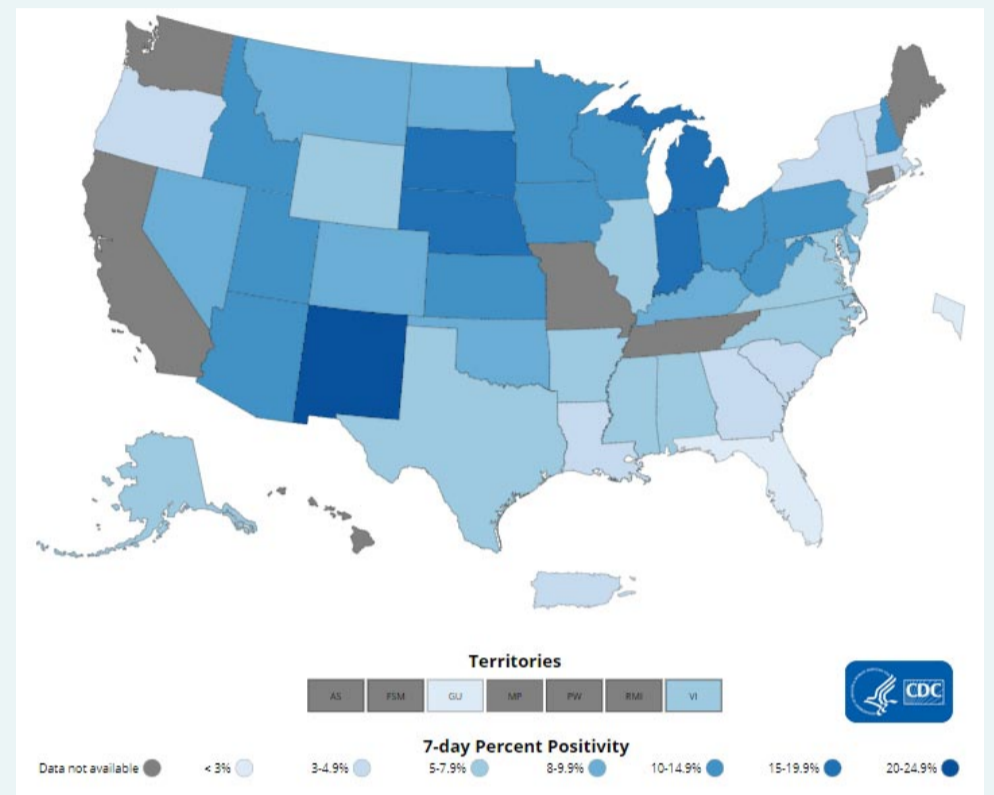 Territories
AS FSM GU MP PW RMI VI
CDC
7-day Percent Positivity
Data not available < 3% 3-4.9% 5-7.9% 8-9.9% 10-14.9% 15-19.9% 20-24.9%